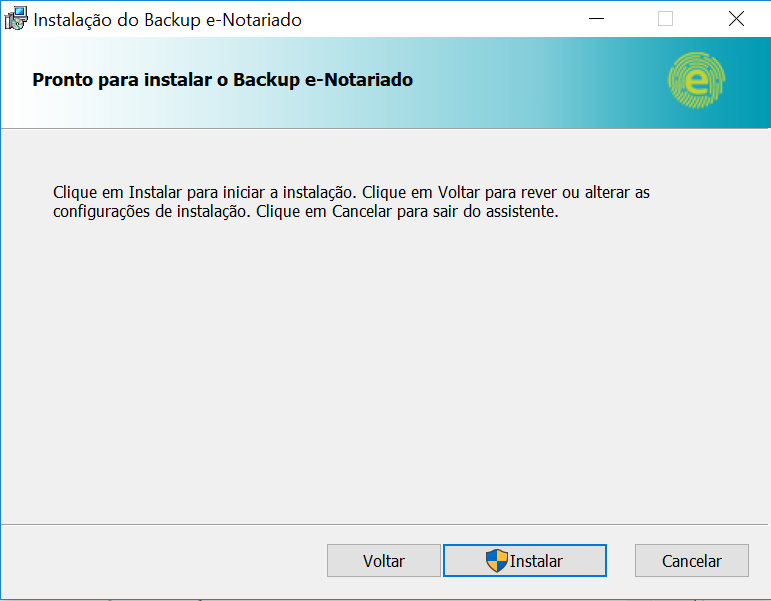 Instalação do Backup e-Notariado
Pronto para instalar o Backup e-Notariado
e
Clique em Instalar para iniciar a instalação. Clique em Voltar para rever ou alterar as
configurações de instalação. Clique em Cancelar para sair do assistente.
Voltar
Instalar
Cancelar